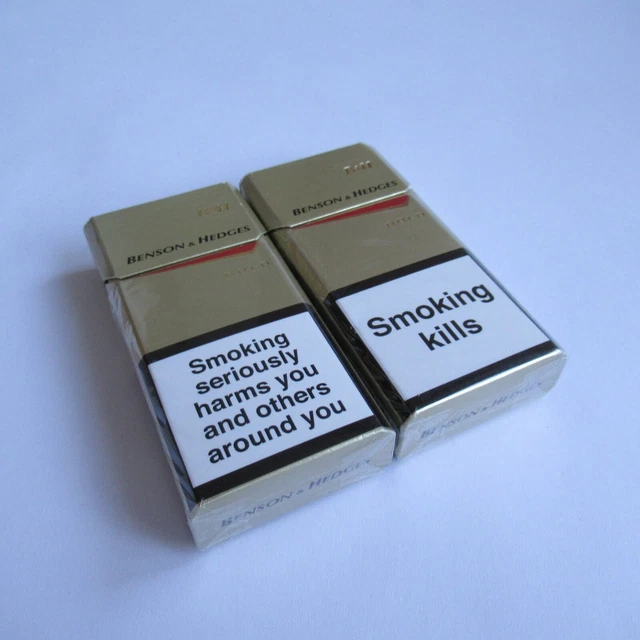 BENSON & HEDGES
Smoking
seriously
harms you
and others
around you
BENSON & HEDGES
BENSON & HEDGES
Smoking
kills
BENSON & HEDGES